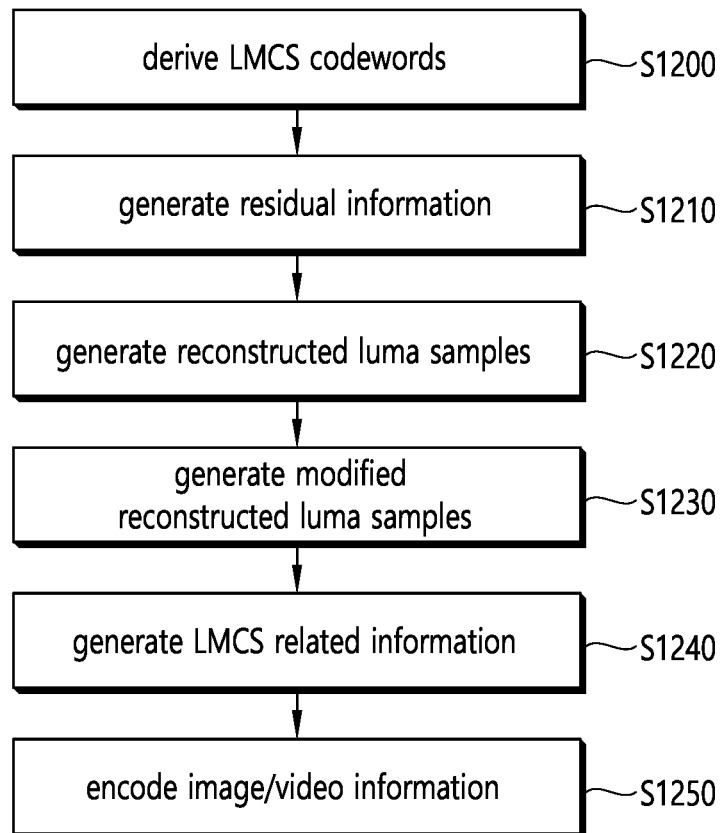 derive LMCS codewords
S1200
generate residual information
S1210
generate reconstructed luma samples
S1220
generate modified
reconstructed luma samples
S1230
generate LMCS related information
S1240
encode image/video information
S1250